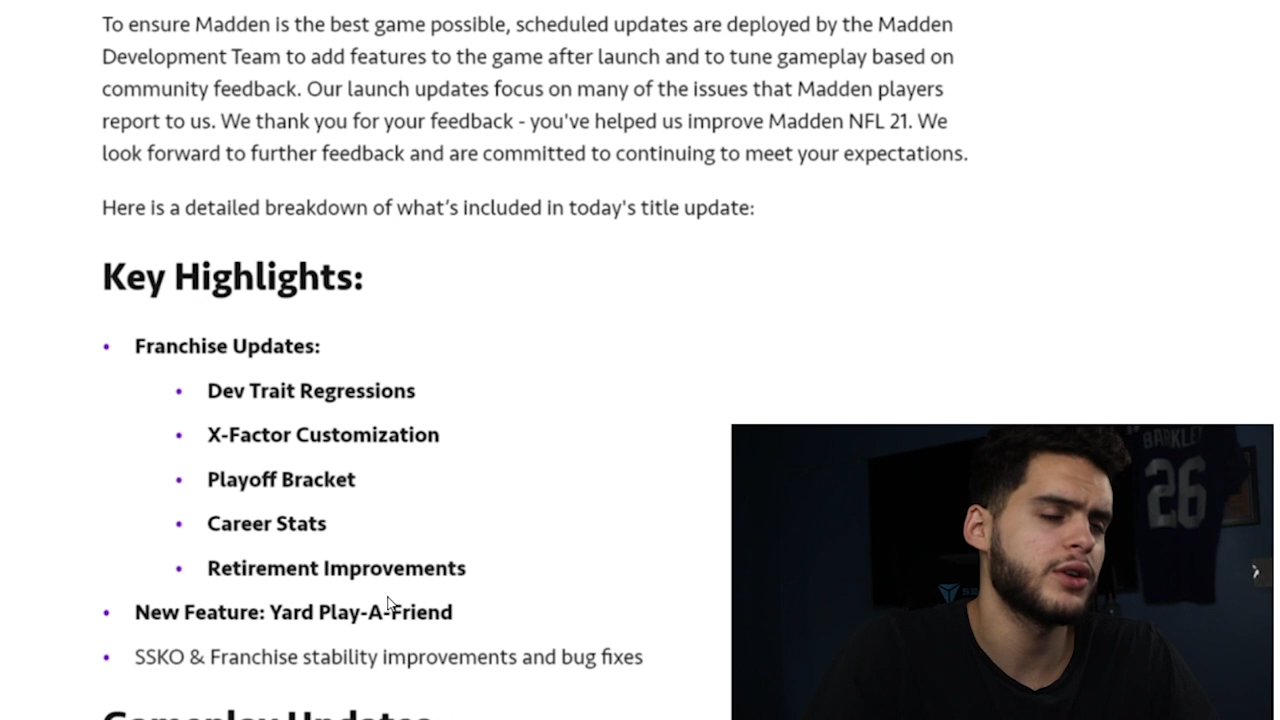 To ensure Madden is the best game possible, scheduled updates are deployed by the Madden
Development Team to add features to the game after launch and to tune gameplay based on
community feedback. Our launch updates focus on many of the issues that Madden players
report to us. We thank you for your feedback - you've helped us improve Madden NFL 21. We
look forward to further feedback and are committed to continuing to meet your expectations.
Here is a detailed breakdown of what’s included in today's title update:
Key Highlights:
• Franchise Updates:
• Dev Trait Regressions
• X-Factor Customization
• Playoff Bracket
• Career Stats
• Retirement Improvements
• New Feature: Yard Play-A-Friend
• SSKO & Franchise stability improvements and bug fixes
Gameplay Updates
BARKLEY
26